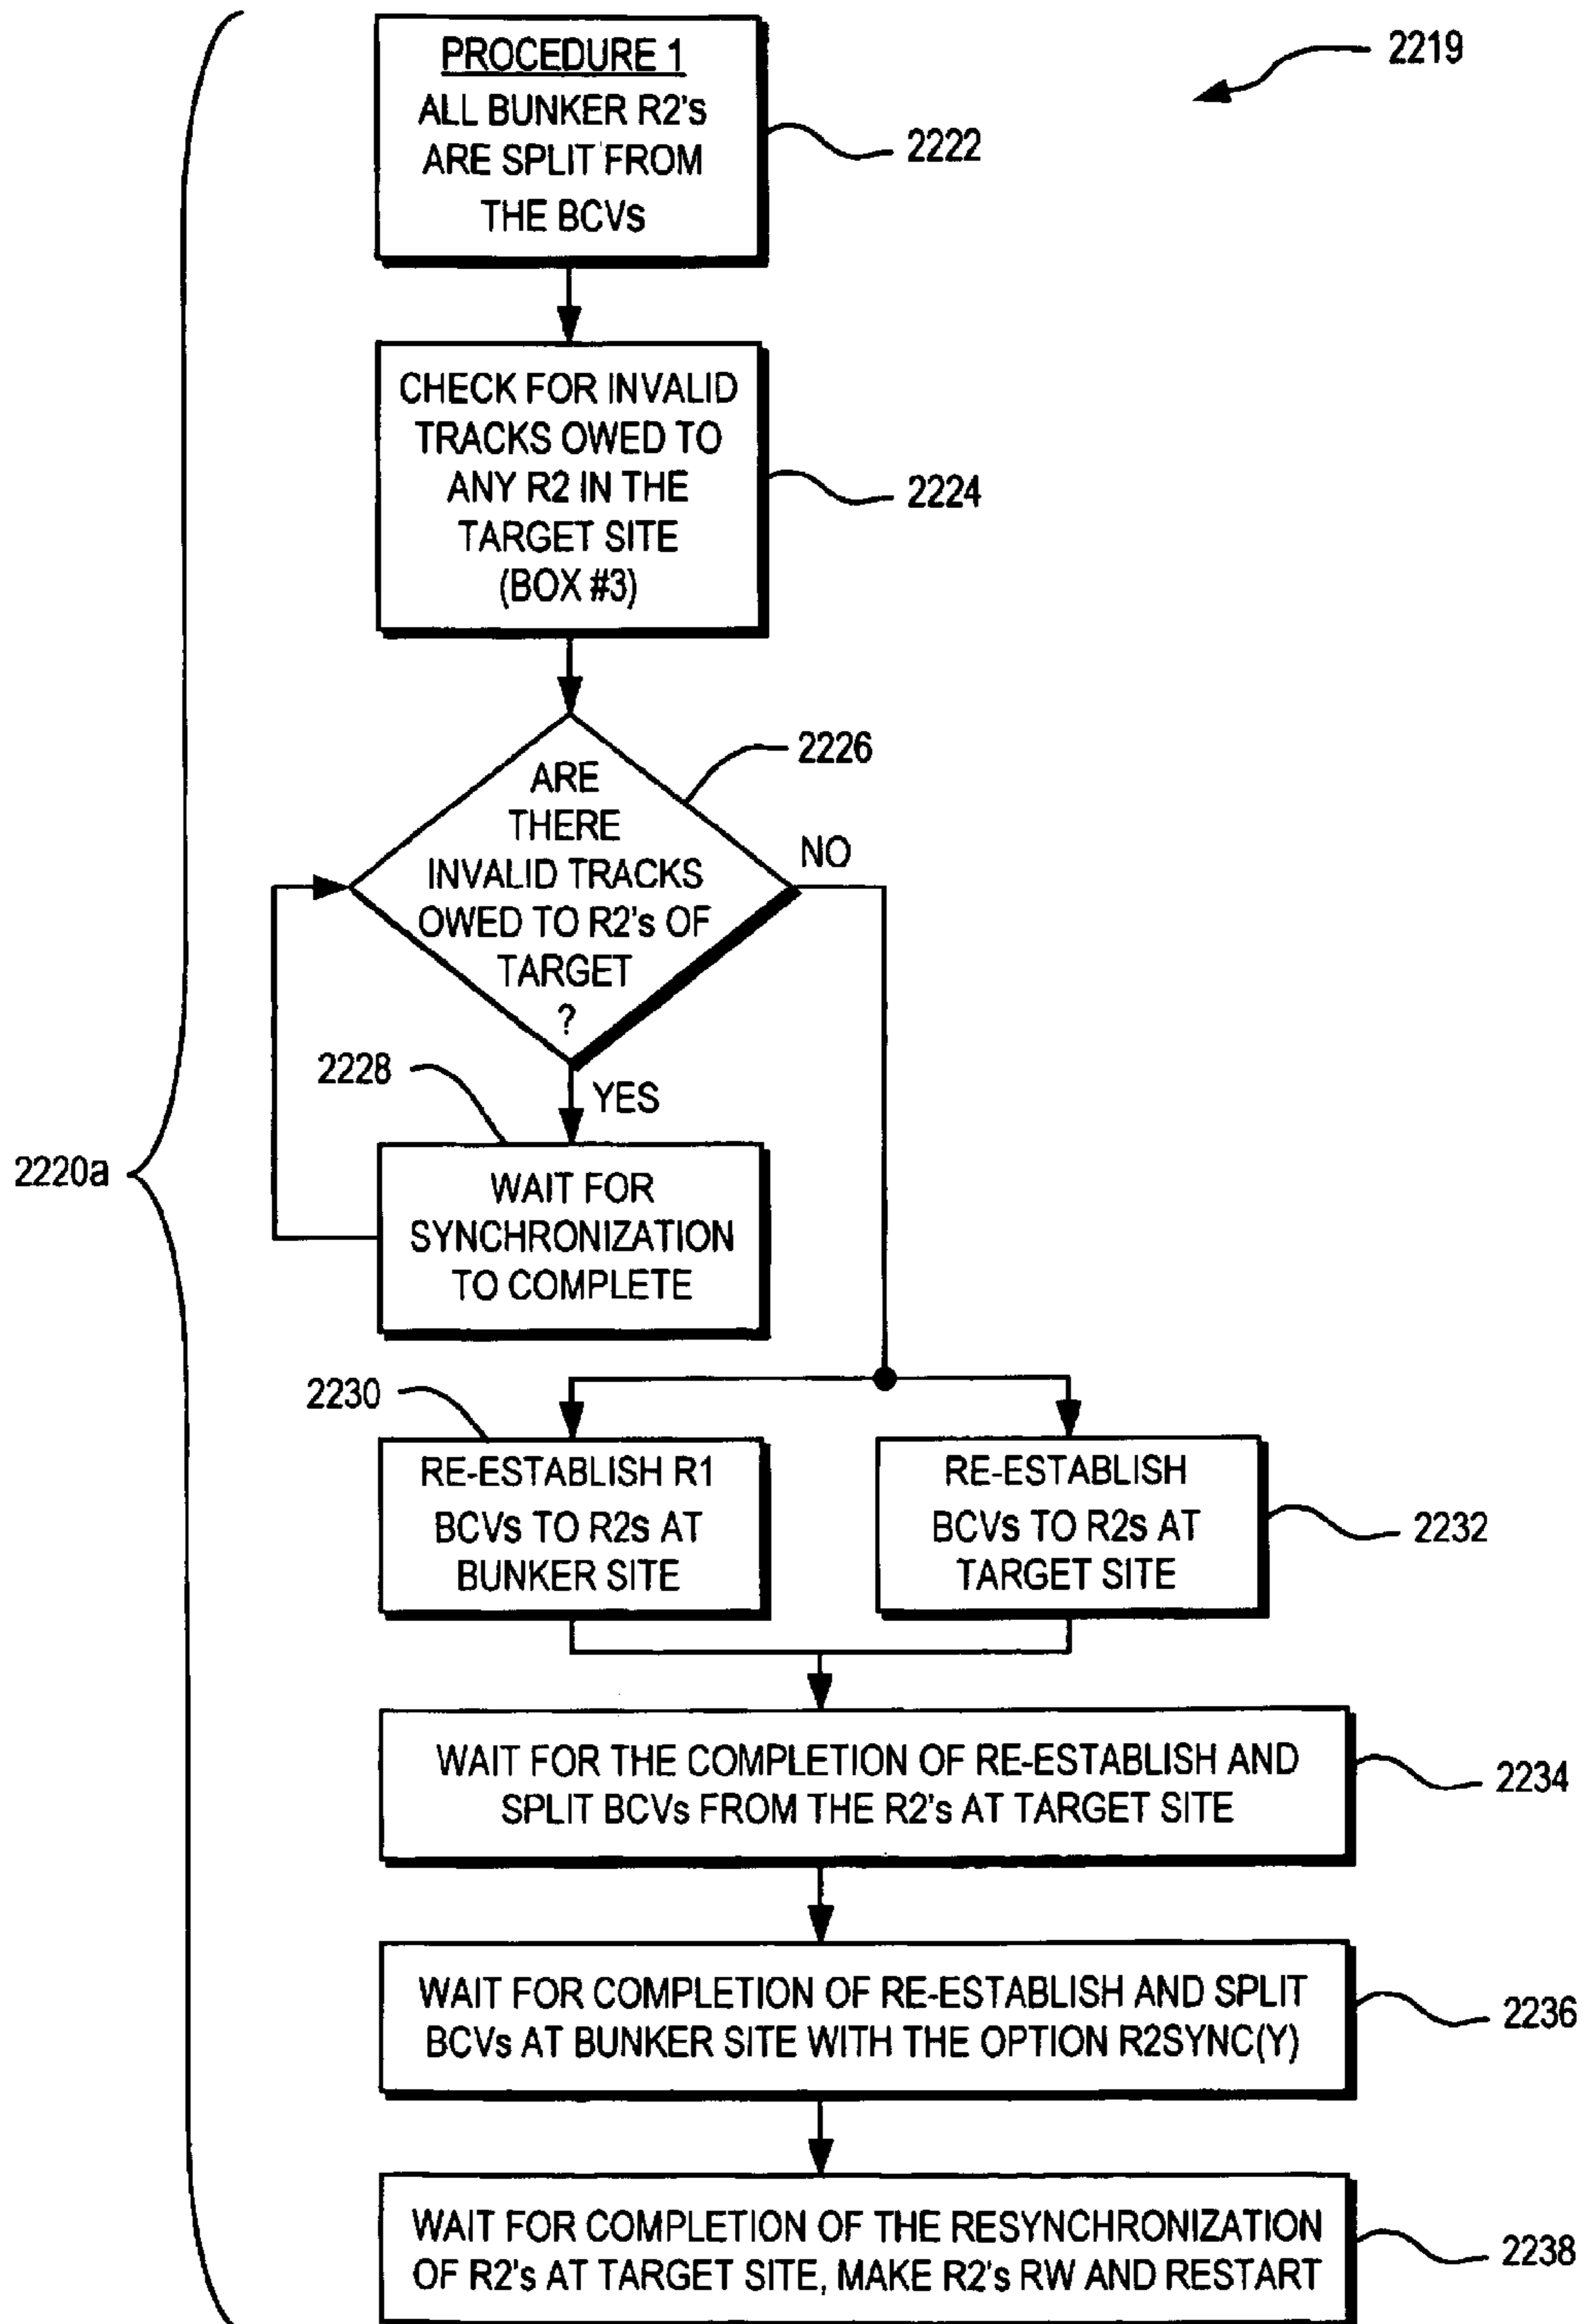 2219
PROCEDURE 1
ALL BUNKER R2's
ARE SPLIT FROM
THE BCVs
2222
CHECK FOR INVALID
TRACKS OWED TO
ANY R2 IN THE
TARGET SITE
(BOX #3)
2224
2226
ARE
THERE
INVALID TRACKS
OWED TO R2's OF
TARGET
?
NO
YES
2228
WAIT FOR
SYNCHRONIZATION
TO COMPLETE
2220a
2230
RE-ESTABLISH R1
BCVs TO R2s AT
BUNKER SITE
RE-ESTABLISH
BCVs TO R2s AT
TARGET SITE
2232
WAIT FOR THE COMPLETION OF RE-ESTABLISH AND
SPLIT BCVs FROM THE R2's AT TARGET SITE
2234
WAIT FOR COMPLETION OF RE-ESTABLISH AND SPLIT
BCVs AT BUNKER SITE WITH THE OPTION R2SYNC(Y)
2236
WAIT FOR COMPLETION OF THE RESYNCHRONIZATION
OF R2's AT TARGET SITE, MAKE R2's RW AND RESTART
2238